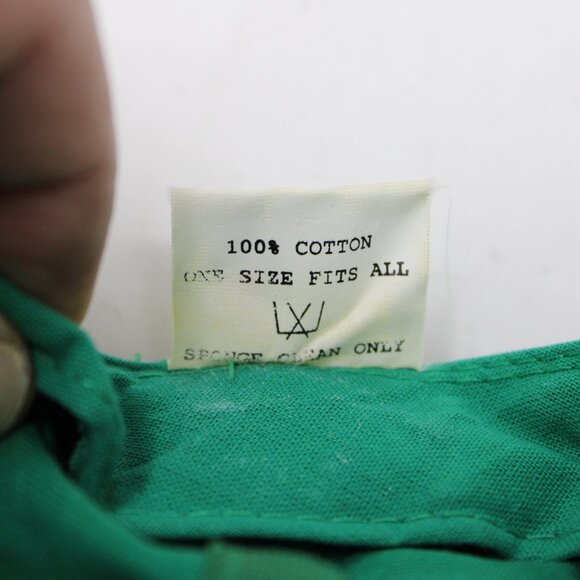 100% COTTON
ONE SIZE FITS ALL
SPONGE CLEAN ONLY